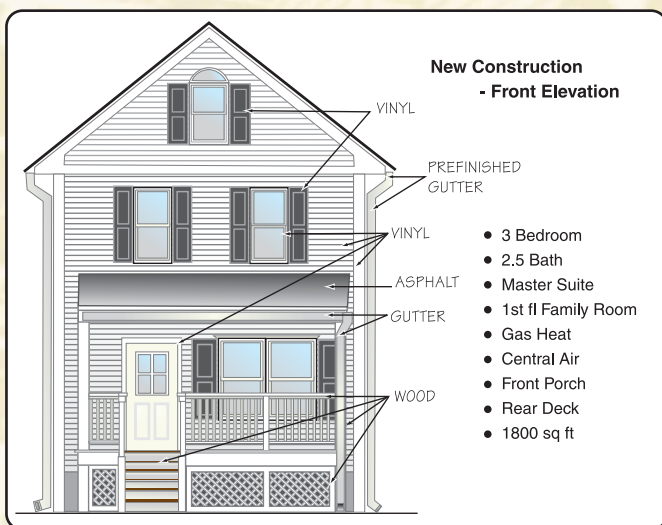 New Construction
- Front Elevation
VINYL
PREFINISHED
GUTTER
VINYL
ASPHALT
GUTTER
WOOD
• 3 Bedroom
• 2.5 Bath
• Master Suite
• 1st fl Family Room
• Gas Heat
• Central Air
• Front Porch
• Rear Deck
• 1800 sq ft